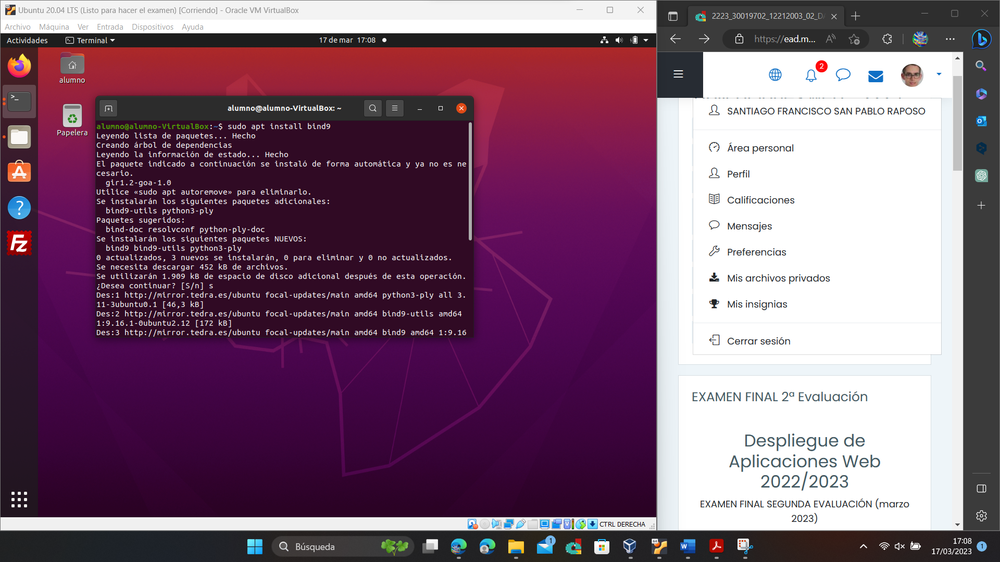 Ubuntu 20.04 LTS (Listo para hacer el examen) [Corriendo] - Oracle VM VirtualBox
Archivo Máquina Ver Entrada Dispositivos Ayuda
Actividades Terminal 17 de mar 17:08
alumno
Papelera
alumno@alumno-VirtualBox: ~
alumno@alumno-VirtualBox:~$ sudo apt install bind9
Leyendo lista de paquetes... Hecho
Creando árbol de dependencias
Leyendo la información de estado... Hecho
El paquete indicado a continuación se instaló de forma automática y ya no es ne
cesario.
gir1.2-goa-1.0
Utilice «sudo apt autoremove» para eliminarlo.
Se instalarán los siguientes paquetes adicionales:
bind9-utils python3-ply
Paquetes sugeridos:
bind-doc resolvconf python-ply-doc
Se instalarán los siguientes paquetes NUEVOS:
bind9 bind9-utils python3-ply
0 actualizados, 3 nuevos se instalarán, 0 para eliminar y 0 no actualizados.
Se necesita descargar 452 kB de archivos.
Se utilizarán 1.909 kB de espacio de disco adicional después de esta operación.
¿Desea continuar? [S/n] s
Des:1 http://mirror.tedra.es/ubuntu focal-updates/main amd64 python3-ply all 3.
11-3ubuntu0.1 [46,3 kB]
Des:2 http://mirror.tedra.es/ubuntu focal-updates/main amd64 bind9-utils amd64
1:9.16.1-0ubuntu2.12 [172 kB]
Des:3 http://mirror.tedra.es/ubuntu focal-updates/main amd64 bind9 amd64 1:9.16
CTRL DERECHA
2223_30019702_12212003_02_DA
https://ead.m...
2
SANTIAGO FRANCISCO SAN PABLO RAPOSO
Área personal
Perfil
Calificaciones
Mensajes
Preferencias
Mis archivos privados
Mis insignias
Cerrar sesión
EXAMEN FINAL 2ª Evaluación
Despliegue de
Aplicaciones Web
2022/2023
EXAMEN FINAL SEGUNDA EVALUACIÓN (marzo
2023)
Búsqueda
1
64
17:08
17/03/2023
1